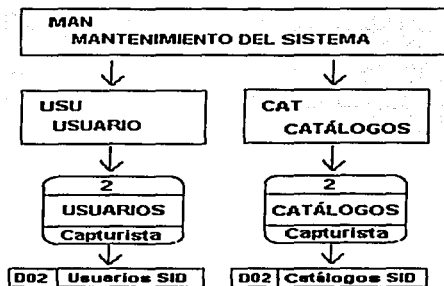 MAN
MANTENIMIENTO DEL SISTEMA
USU
USUARIO
CAT
CATÁLOGOS
2
USUARIOS
Capturista
2
CATÁLOGOS
Capturista
D02 Usuarios SID
D02 Catálogos SID